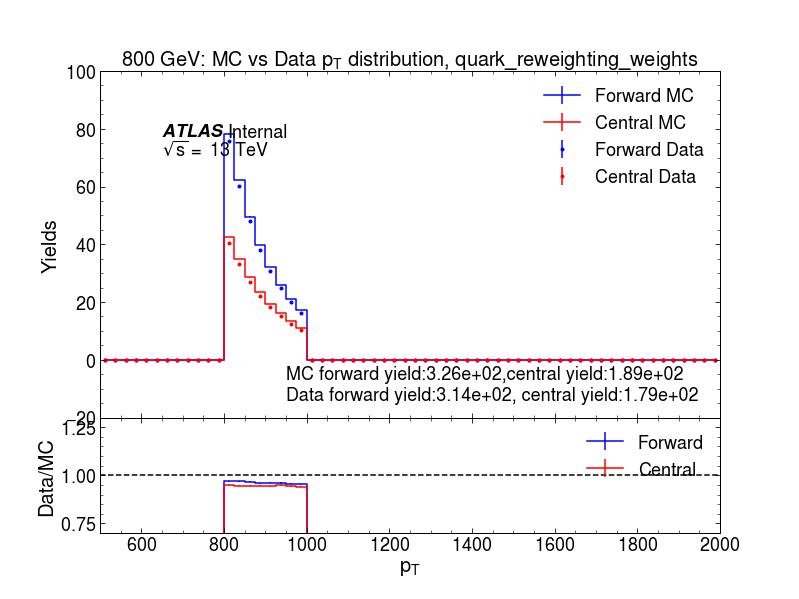 800 GeV: MC vs Data pT distribution, quark_reweighting_weights
100
80
60
40
20
0
−20
Yields
ATLAS Internal
√s = 13 TeV
Forward MC
Central MC
Forward Data
Central Data
MC forward yield:3.26e+02,central yield:1.89e+02
Data forward yield:3.14e+02, central yield:1.79e+02
1.25
1.00
0.75
Data/MC
Forward
Central
600 800 1000 1200 1400 1600 1800 2000
pT